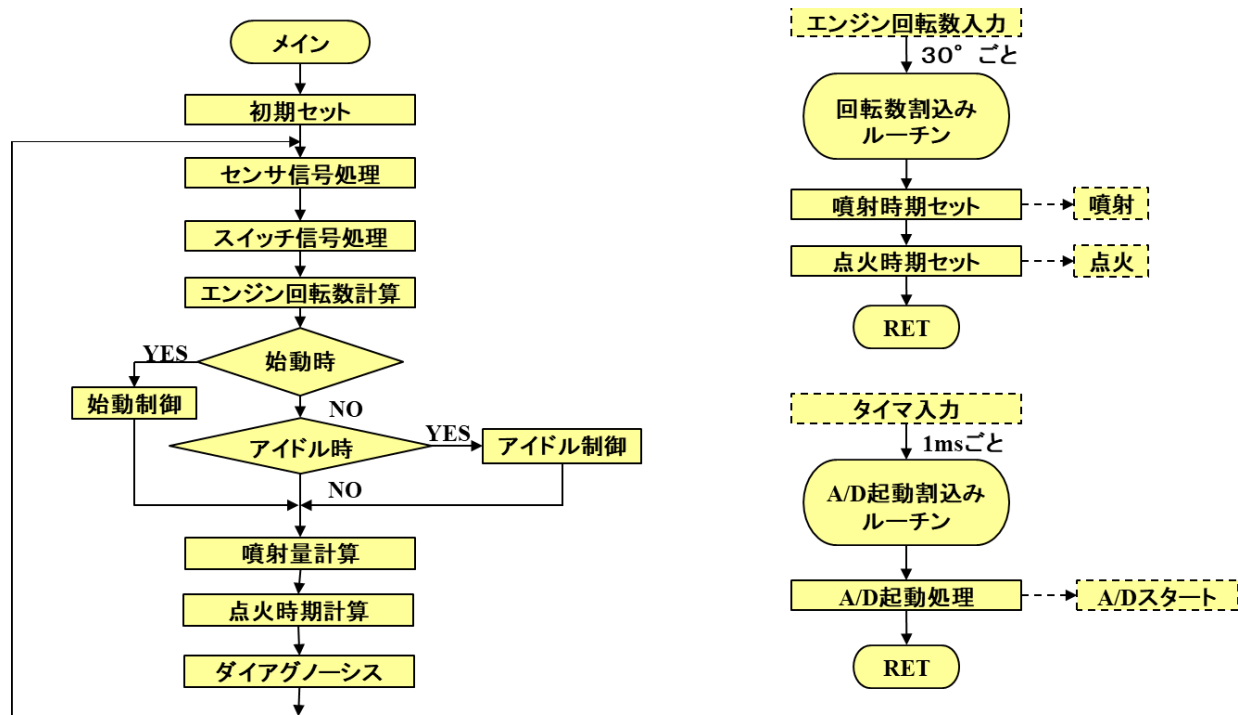 メイン
初期セット
センサ信号処理
スイッチ信号処理
エンジン回転数計算
始動時
YES
始動制御
NO
アイドル時
YES
アイドル制御
NO
噴射量計算
点火時期計算
ダイアグノーシス
エンジン回転数入力
30°ごと
回転数割込み
ルーチン
噴射時期セット
噴射
点火時期セット
点火
RET
タイマ入力
1msごと
A/D起動割込み
ルーチン
A/D起動処理
A/Dスタート
RET